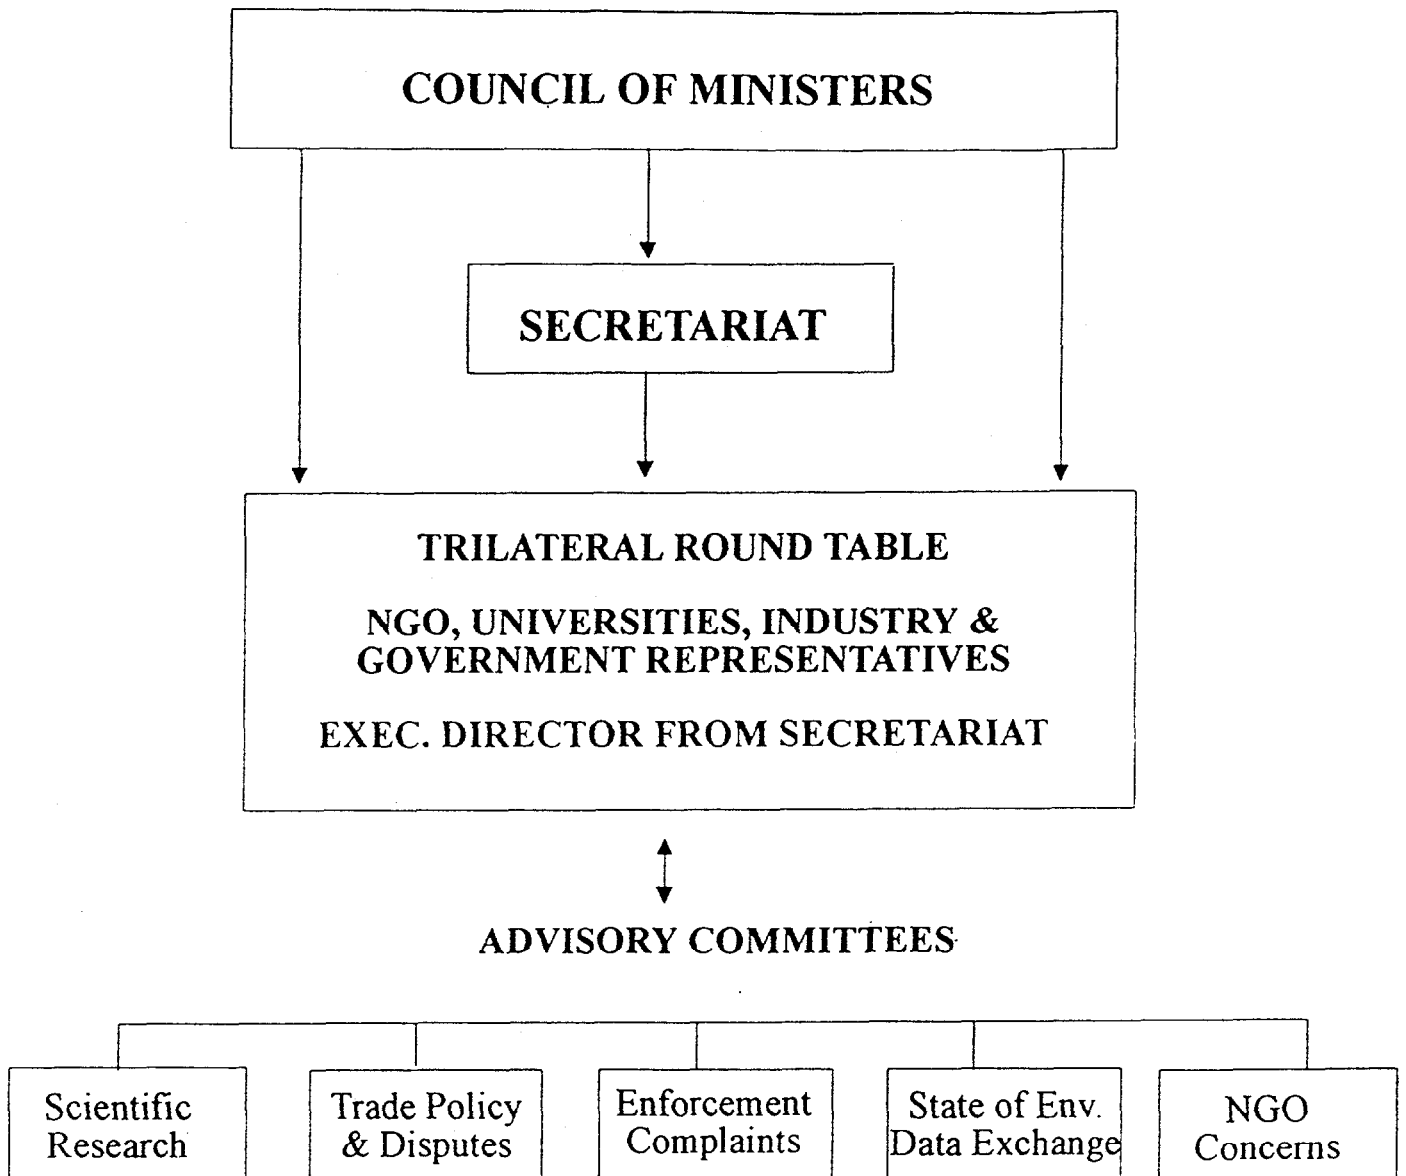 COUNCIL OF MINISTERS
SECRETARIAT
TRILATERAL ROUND TABLE
NGO, UNIVERSITIES, INDUSTRY &
GOVERNMENT REPRESENTATIVES
EXEC. DIRECTOR FROM SECRETARIAT
ADVISORY COMMITTEES
Scientific
Research
Trade Policy
& Disputes
Enforcement
Complaints
State of Env.
Data Exchange
NGO
Concerns